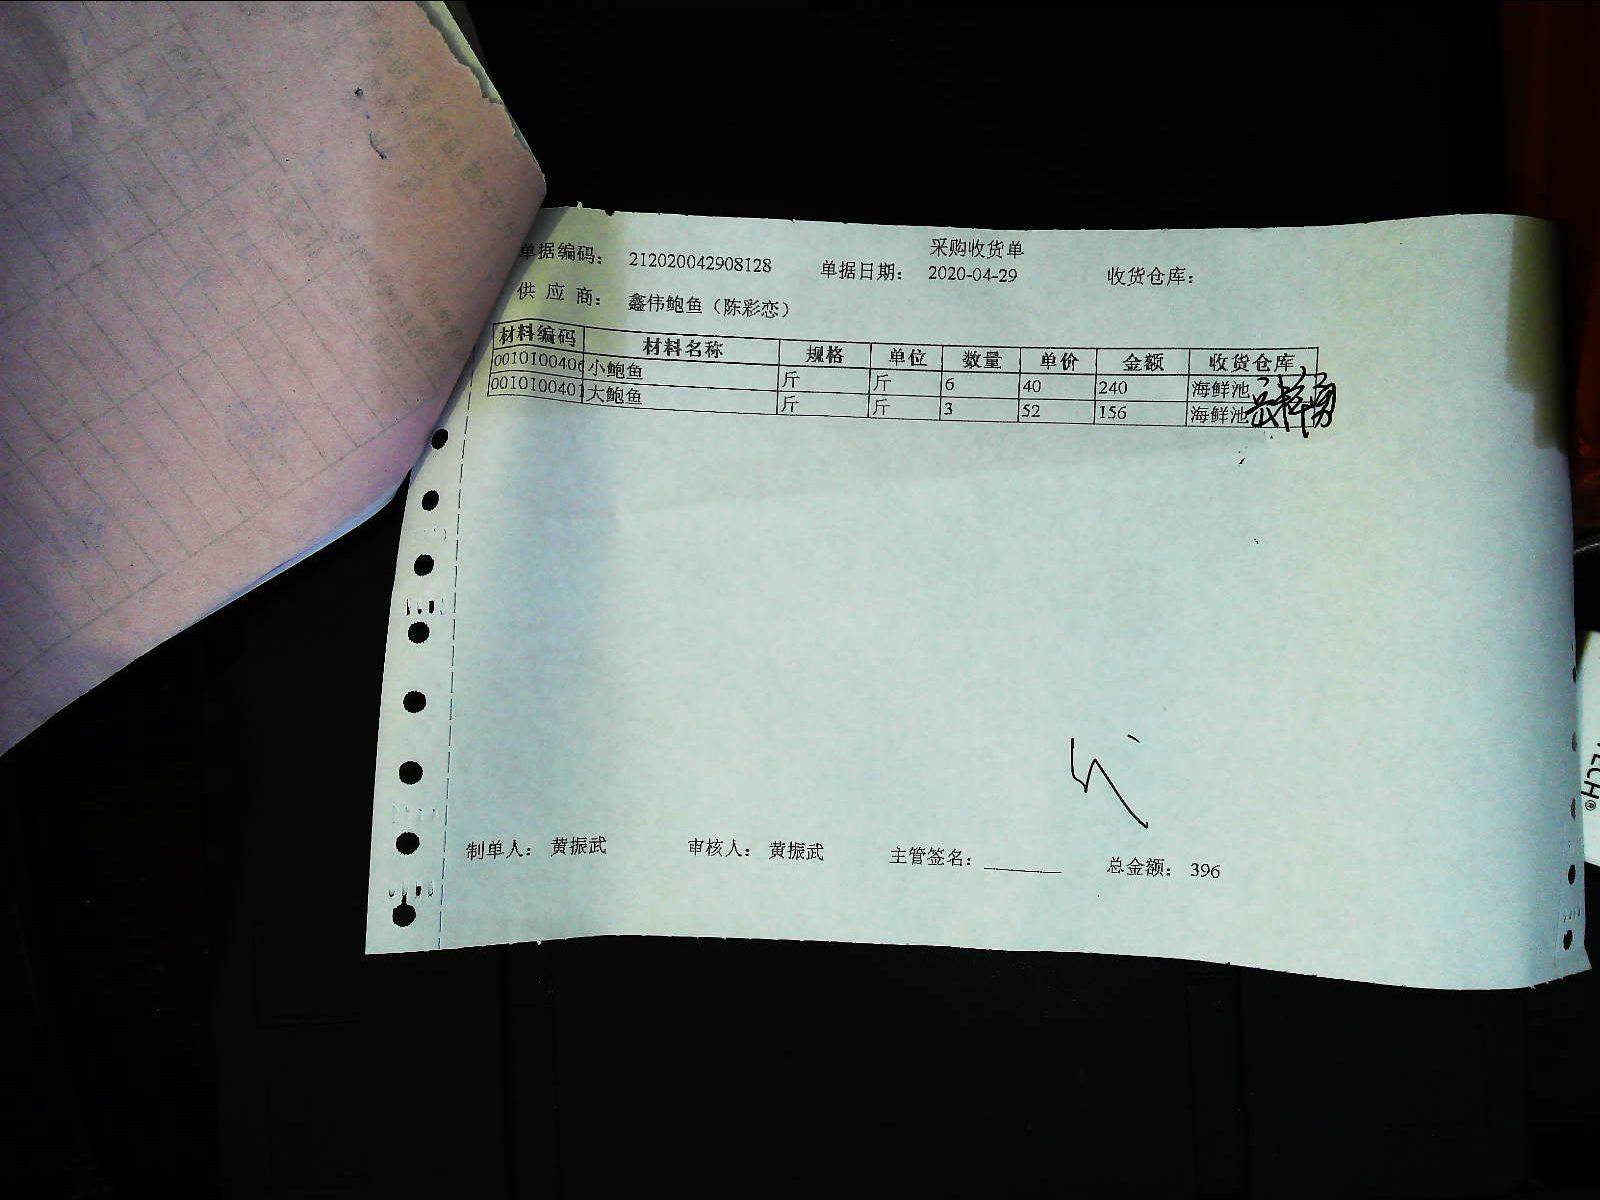 采购收货单
单据编码： 212020042908128 单据日期： 2020-04-29 收货仓库：
供 应 商： 鑫伟鲍鱼（陈彩恋）
材料编码 材料名称 规格 单位 数量 单价 金额 收货仓库
0010100406 小鲍鱼 斤 斤 6 40 240 海鲜池
0010100401 大鲍鱼 斤 斤 3 52 156 海鲜池
制单人： 黄振武 审核人： 黄振武 主管签名： 总金额： 396